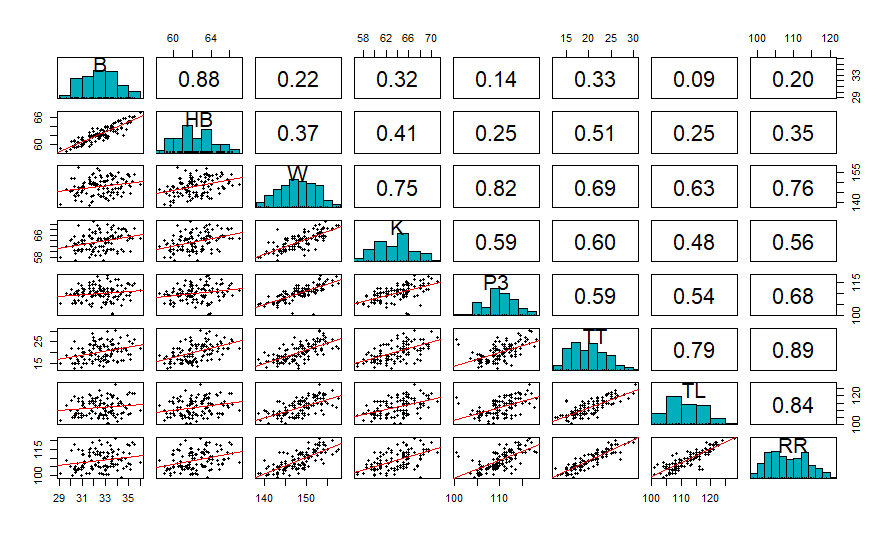 60 64 58 62 66 70 15 20 25 30 100 110 120
B 0.88 0.22 0.32 0.14 0.33 0.09 0.20 29 33
60 66 HB 0.37 0.41 0.25 0.51 0.25 0.35
W 0.75 0.82 0.69 0.63 0.76 140 155
58 66 K 0.59 0.60 0.48 0.56
P3 0.59 0.54 0.68 100 115
15 25 TT 0.79 0.89
TL 0.84 100 120
100 115 RR
29 31 33 35 140 150 100 110 100 110 120